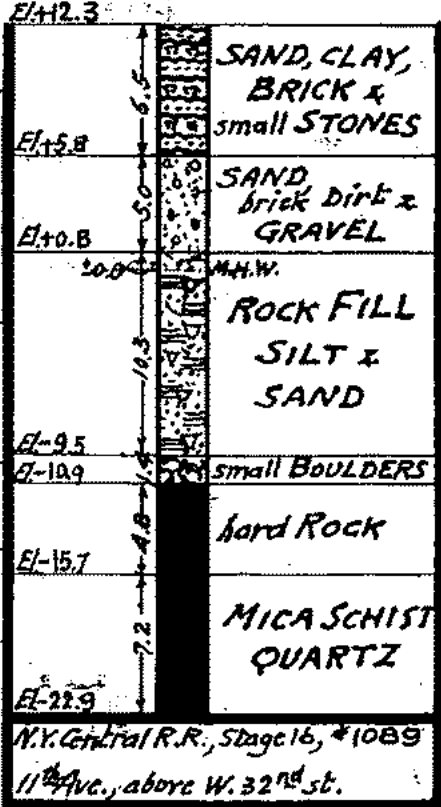 El.+12.3
6.5
SAND, CLAY,
BRICK &
small STONES
El.+5.8
5.0
SAND
brick Dirt &
GRAVEL
El.+0.8
±0.0
M.H.W.
10.3
ROCK FILL
SILT &
SAND
El.-9.5
1.4
small BOULDERS
El.-10.9
4.8
hard ROCK
El.-15.7
7.2
MICA SCHIST
QUARTZ
El.-22.9
N.Y. Central R.R., Stage 16, #1089
11th Ave., above W. 32nd st.